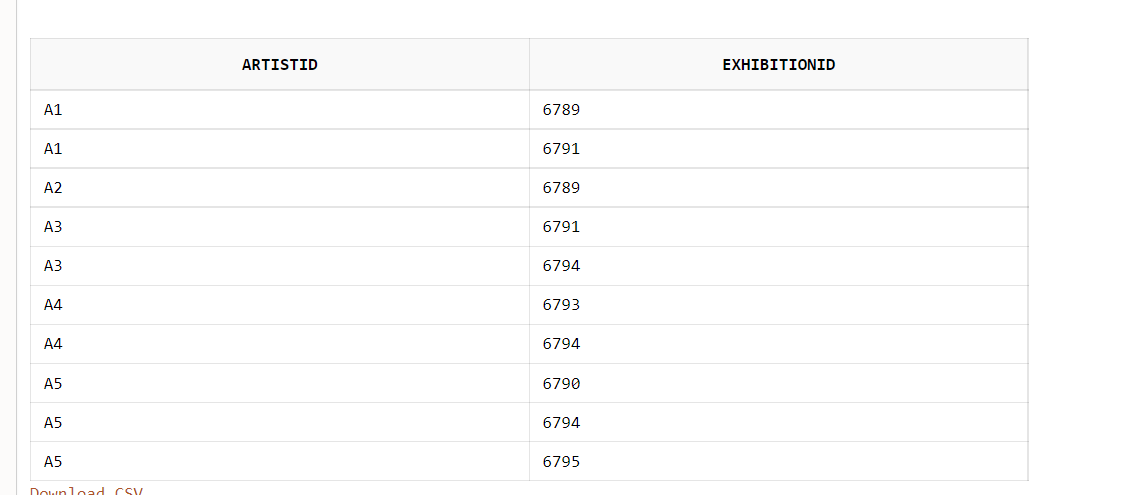 ARTISTID EXHIBITIONID
A1 6789
A1 6791
A2 6789
A3 6791
A3 6794
A4 6793
A4 6794
A5 6790
A5 6794
A5 6795
Download CSV